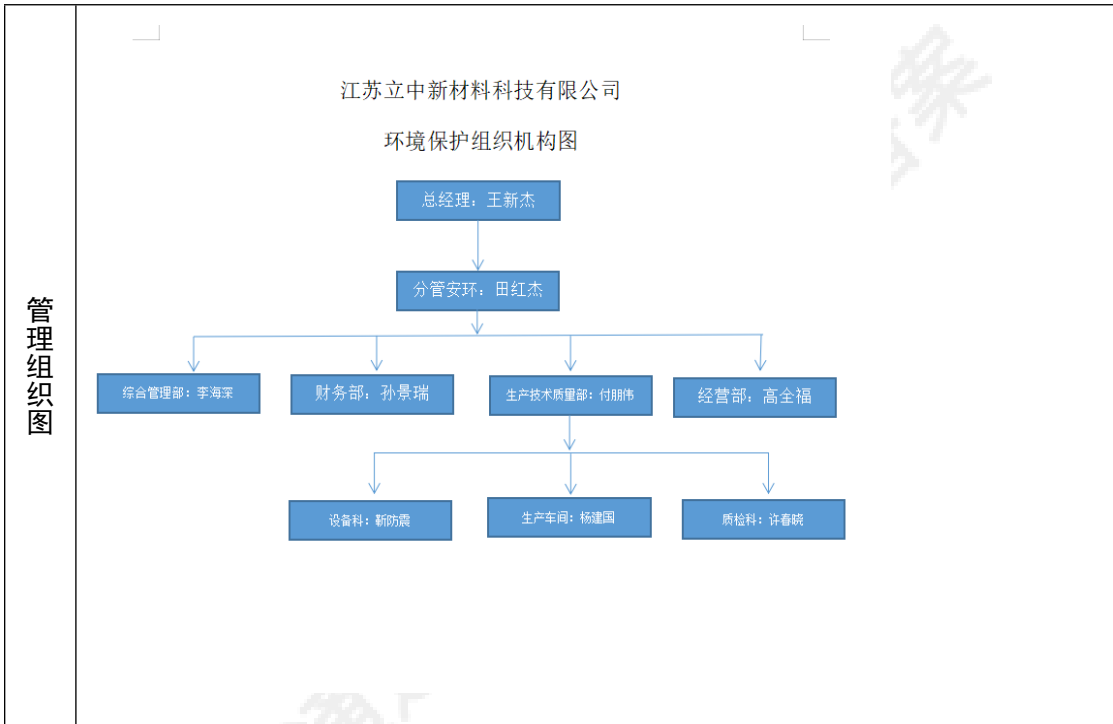 江苏立中新材料科技有限公司
环境保护组织机构图
总经理：王新杰
分管安环：田红杰
综合管理部：李海深
财务部：孙景瑞
生产技术质量部：付朋伟
经营部：高全福
设备科：靳防震
生产车间：杨建国
质检科：许春晓
管理组织图
案